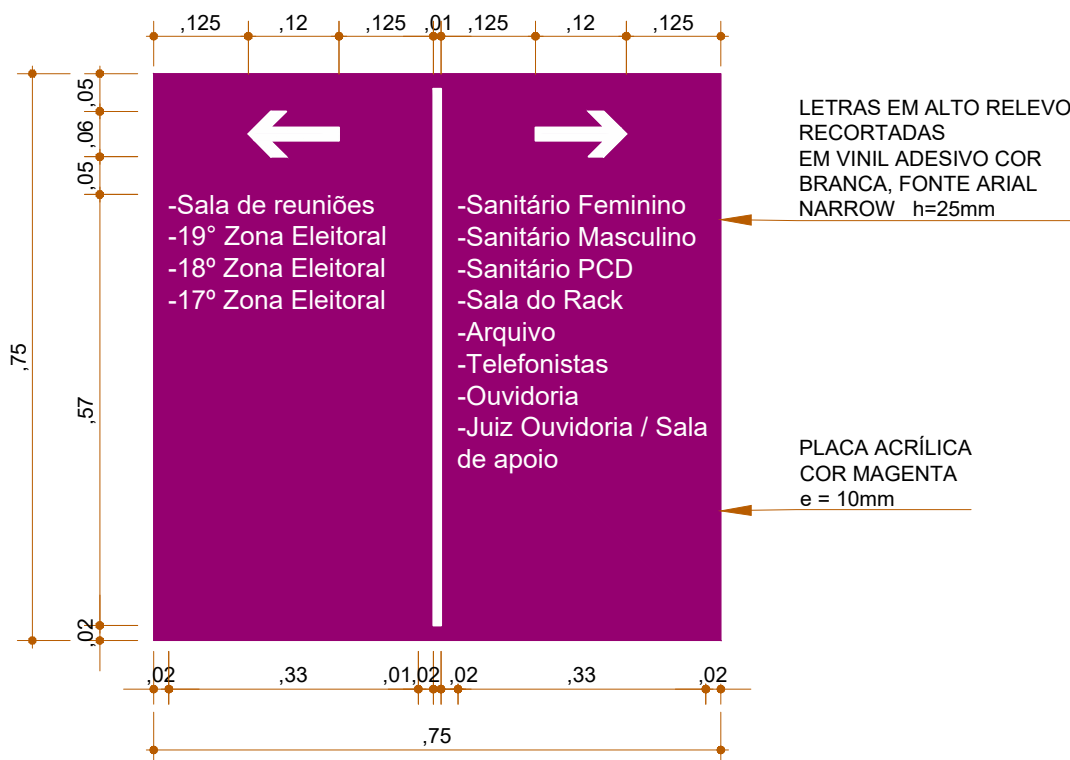 ,125 ,12 ,125 ,01 ,125 ,12 ,125
,05
,06
,05
,75
,57
,02
-Sala de reuniões
-19° Zona Eleitoral
-18º Zona Eleitoral
-17º Zona Eleitoral
-Sanitário Feminino
-Sanitário Masculino
-Sanitário PCD
-Sala do Rack
-Arquivo
-Telefonistas
-Ouvidoria
-Juiz Ouvidoria / Sala
de apoio
LETRAS EM ALTO RELEVO
RECORTADAS
EM VINIL ADESIVO COR
BRANCA, FONTE ARIAL
NARROW h=25mm
PLACA ACRÍLICA
COR MAGENTA
e = 10mm
,02 ,33 ,01 ,02 ,02 ,33 ,02
,75